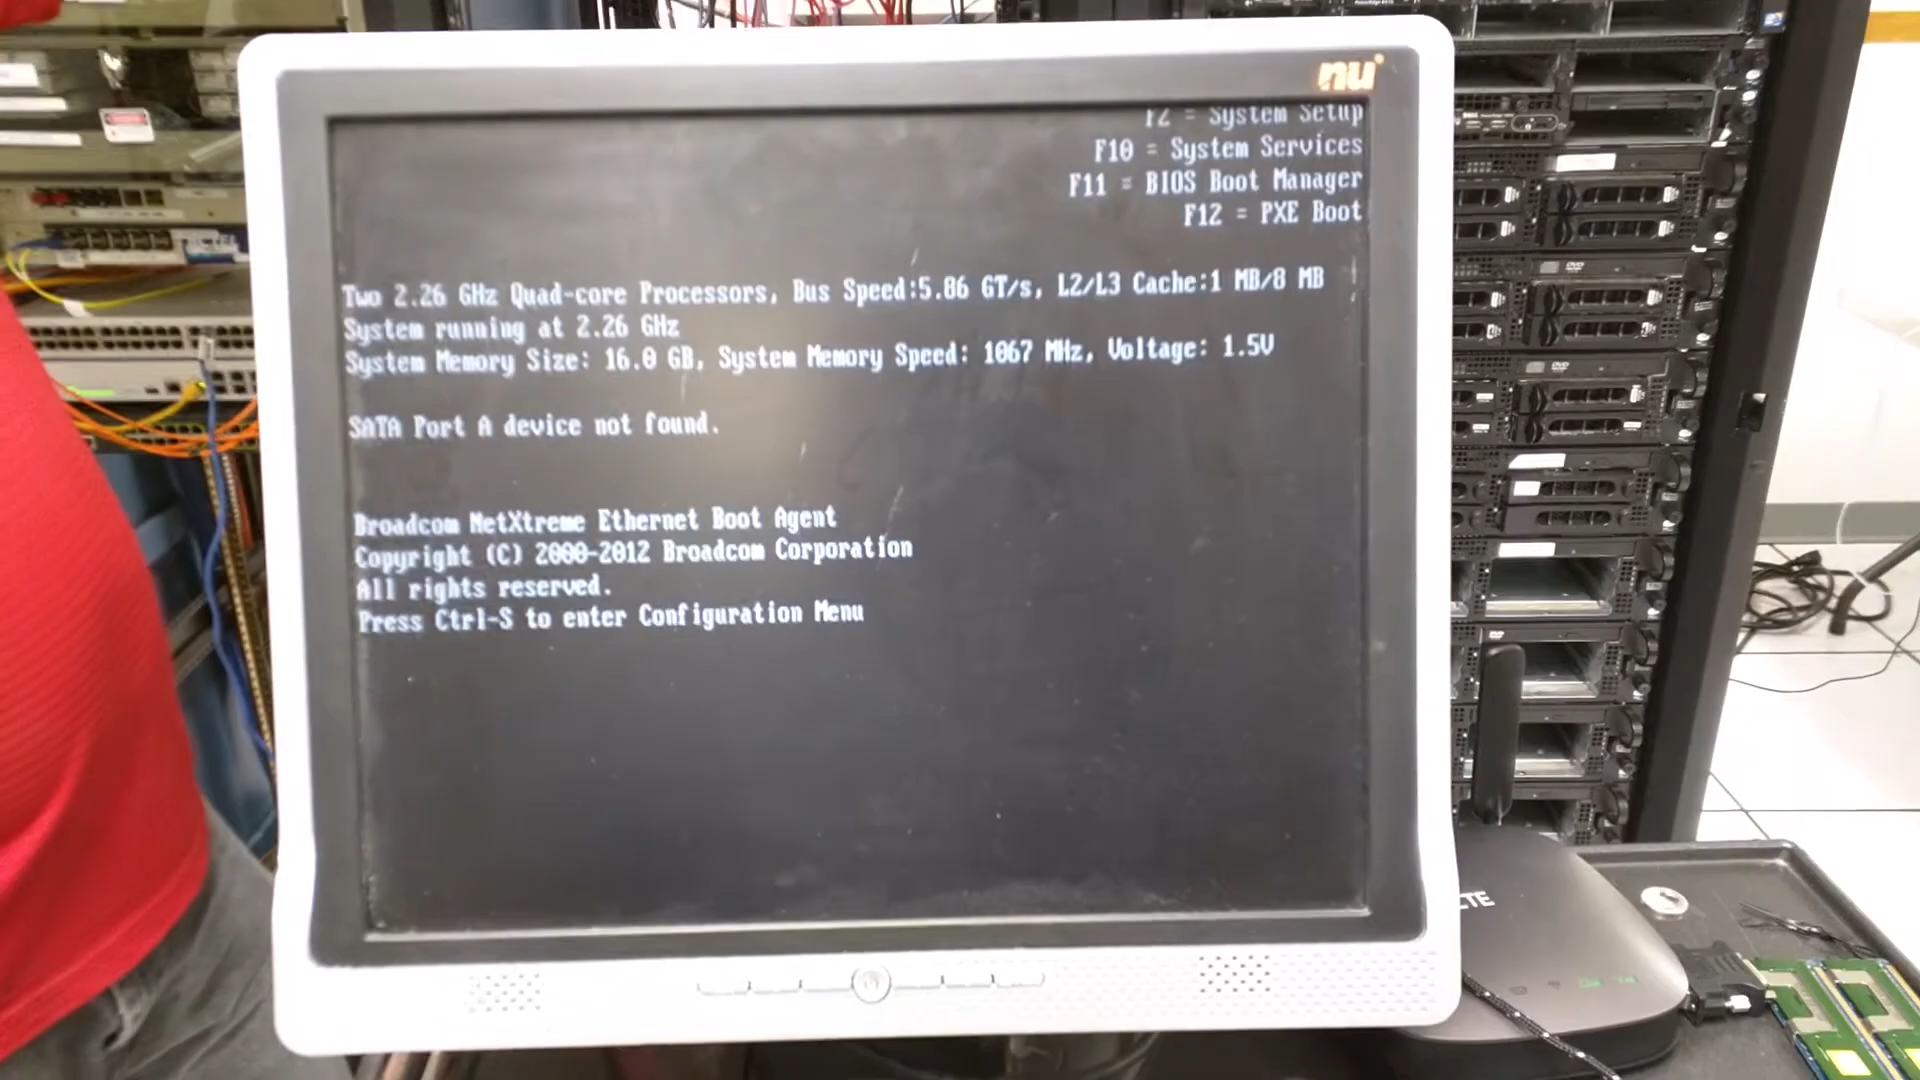 nu
F2 = System Setup
F10 = System Services
F11 = BIOS Boot Manager
F12 = PXE Boot
Two 2.26 GHz Quad-core Processors, Bus Speed:5.86 GT/s, L2/L3 Cache:1 MB/8 MB
System running at 2.26 GHz
System Memory Size: 16.0 GB, System Memory Speed: 1067 MHz, Voltage: 1.5V
SATA Port A device not found.
Broadcom NetXtreme Ethernet Boot Agent
Copyright (C) 2000-2012 Broadcom Corporation
All rights reserved.
Press Ctrl-S to enter Configuration Menu